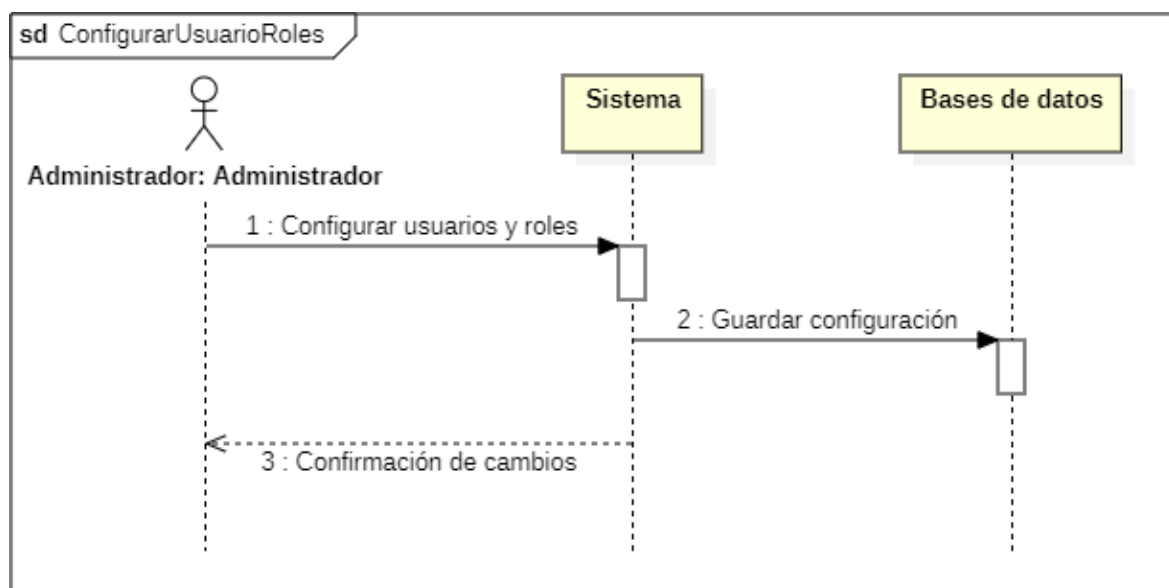 sd ConfigurarUsuarioRoles
Sistema
Bases de datos
Administrador: Administrador
1 : Configurar usuarios y roles
2 : Guardar configuración
3 : Confirmación de cambios